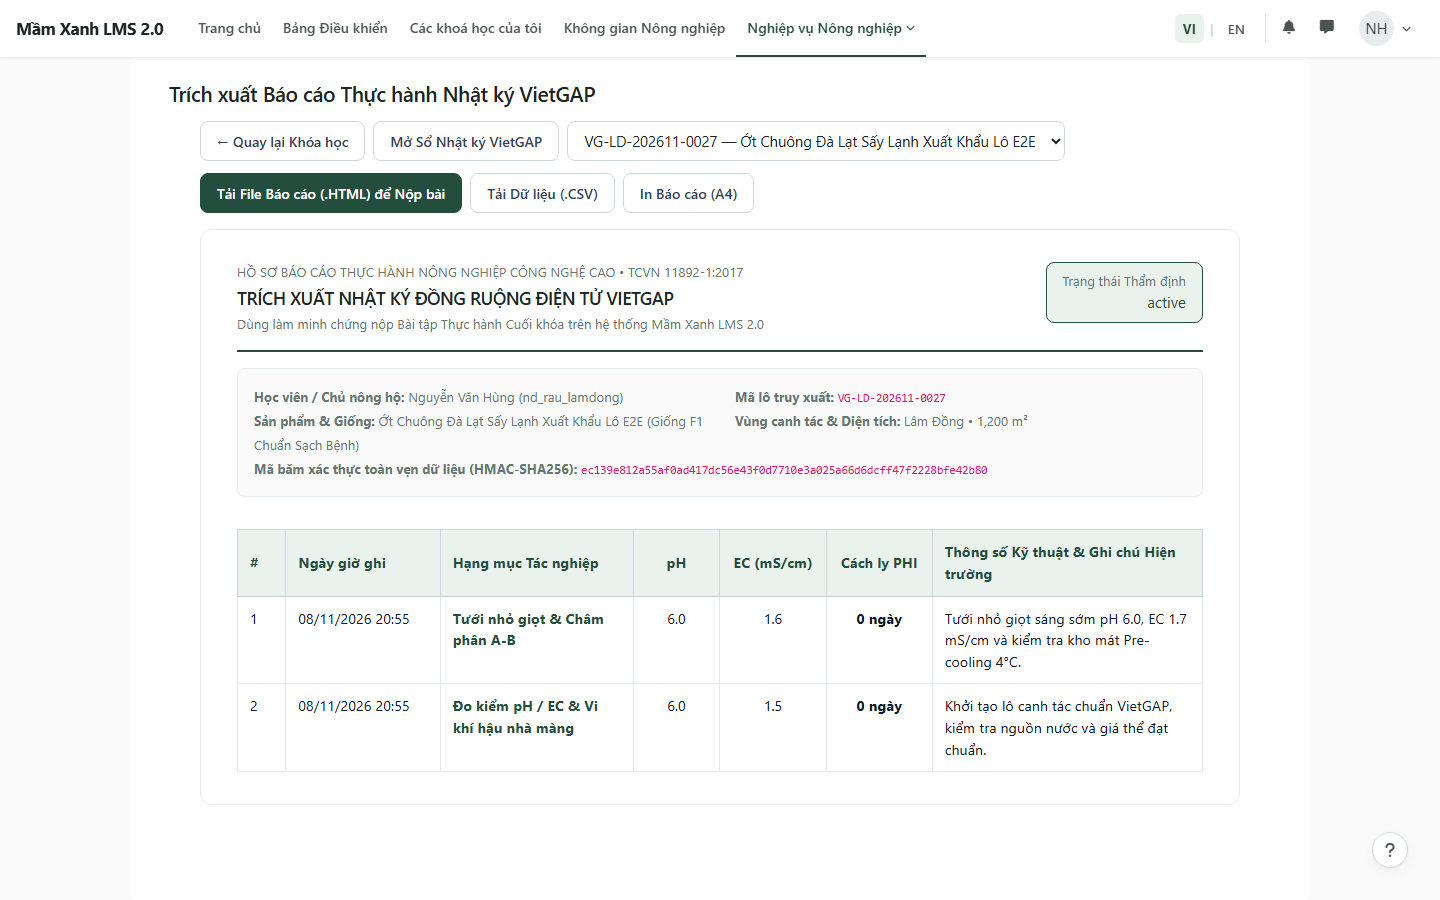 Mầm Xanh LMS 2.0
Trang chủ
Bảng Điều khiển
Các khoá học của tôi
Không gian Nông nghiệp
Nghiệp vụ Nông nghiệp
VI | EN
NH
Trích xuất Báo cáo Thực hành Nhật ký VietGAP
← Quay lại Khóa học
Mở Sổ Nhật ký VietGAP
VG-LD-202611-0027 — Ớt Chuông Đà Lạt Sấy Lạnh Xuất Khẩu Lô E2E
Tải File Báo cáo (.HTML) để Nộp bài
Tải Dữ liệu (.CSV)
In Báo cáo (A4)
HỒ SƠ BÁO CÁO THỰC HÀNH NÔNG NGHIỆP CÔNG NGHỆ CAO • TCVN 11892-1:2017
TRÍCH XUẤT NHẬT KÝ ĐỒNG RUỘNG ĐIỆN TỬ VIETGAP
Dùng làm minh chứng nộp Bài tập Thực hành Cuối khóa trên hệ thống Mầm Xanh LMS 2.0
Trạng thái Thẩm định
active
Học viên / Chủ nông hộ: Nguyễn Văn Hùng (nd_rau_lamdong)
Mã lô truy xuất: VG-LD-202611-0027
Sản phẩm & Giống: Ớt Chuông Đà Lạt Sấy Lạnh Xuất Khẩu Lô E2E (Giống F1
Chuẩn Sạch Bệnh)
Vùng canh tác & Diện tích: Lâm Đồng • 1,200 m²
Mã băm xác thực toàn vẹn dữ liệu (HMAC-SHA256): ec139e812a55af0ad417dc56e43f0d7710e3a025a66d6dcff47f2228bfe42b80
#
Ngày giờ ghi
Hạng mục Tác nghiệp
pH
EC (mS/cm)
Cách ly PHI
Thông số Kỹ thuật & Ghi chú Hiện
trường
1
08/11/2026 20:55
Tưới nhỏ giọt & Châm
phân A-B
6.0
1.6
0 ngày
Tưới nhỏ giọt sáng sớm pH 6.0, EC 1.7
mS/cm và kiểm tra kho mát Pre-
cooling 4°C.
2
08/11/2026 20:55
Đo kiểm pH / EC & Vi
khí hậu nhà màng
6.0
1.5
0 ngày
Khởi tạo lô canh tác chuẩn VietGAP,
kiểm tra nguồn nước và giá thể đạt
chuẩn.
?